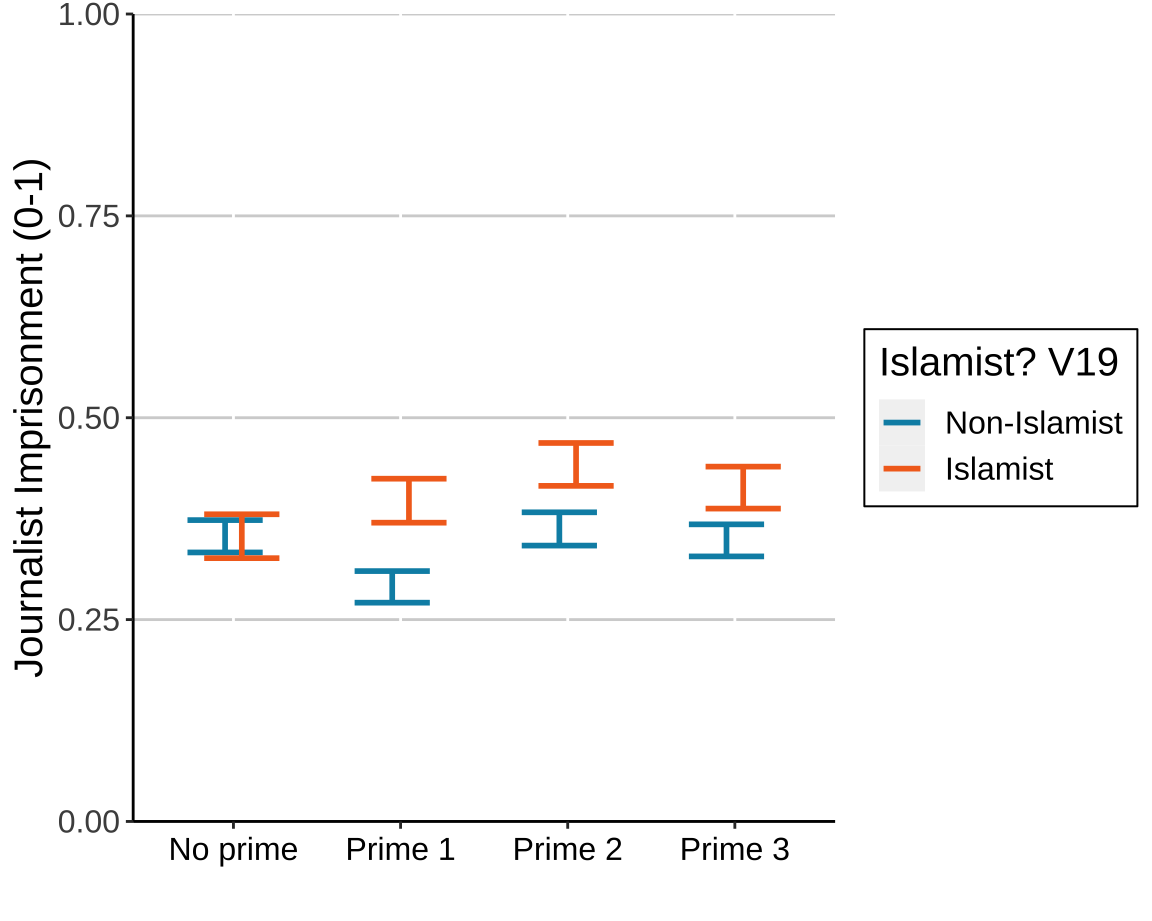 Journalist Imprisonment (0-1)
1.00
0.75
0.50
0.25
0.00
No prime
Prime 1
Prime 2
Prime 3
Islamist? V19
Non-Islamist
Islamist